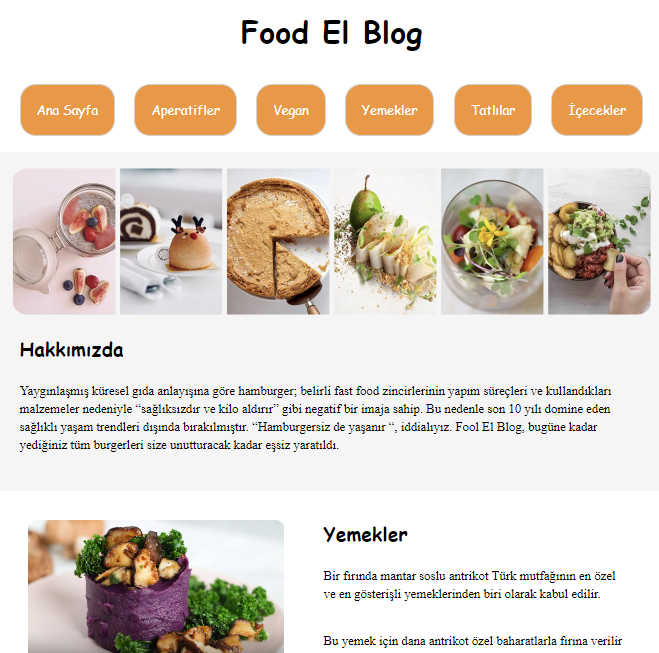 Food El Blog
Ana Sayfa
Aperatifler
Vegan
Yemekler
Tatlılar
İçecekler
Hakkımızda
Yaygınlaşmış küresel gıda anlayışına göre hamburger; belirli fast food zincirlerinin yapım süreçleri ve kullandıkları
malzemeler nedeniyle “sağlıksızdır ve kilo aldırır” gibi negatif bir imaja sahip. Bu nedenle son 10 yılı domine eden
sağlıklı yaşam trendleri dışında bırakılmıştır. “Hamburgersiz de yaşanır “, iddialıyız. Fool El Blog, bugüne kadar
yediğiniz tüm burgerleri size unutturacak kadar eşsiz yaratıldı.
Yemekler
Bir fırında mantar soslu antrikot Türk mutfağının en özel
ve en gösterişli yemeklerinden biri olarak kabul edilir.
Bu yemek için dana antrikot özel baharatlarla fırına verilir